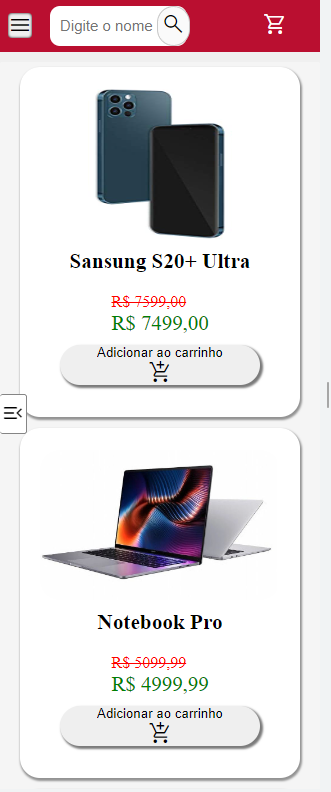 Digite o nome
Sansung S20+ Ultra
R$ 7599,00
R$ 7499,00
Adicionar ao carrinho
Notebook Pro
R$ 5099,99
R$ 4999,99
Adicionar ao carrinho